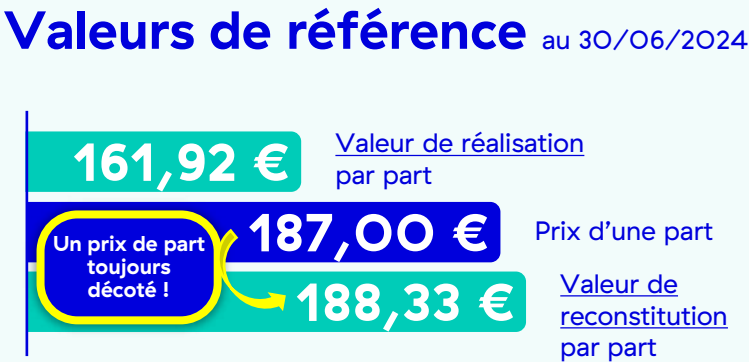 Valeurs de référence au 30/06/2024
161,92 €
Valeur de réalisation
par part
187,00 €
Prix d’une part
Un prix de part
toujours
décoté !
188,33 €
Valeur de
reconstitution
par part